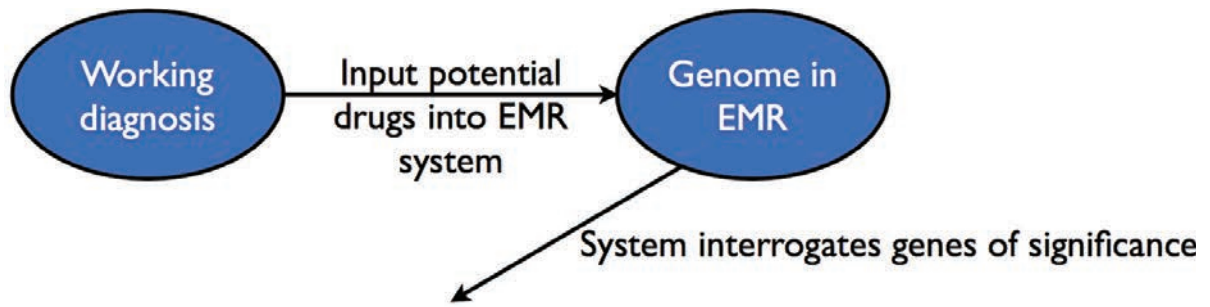 Working
diagnosis
Input potential
drugs into EMR
system
Genome in
EMR
System interrogates genes of significance